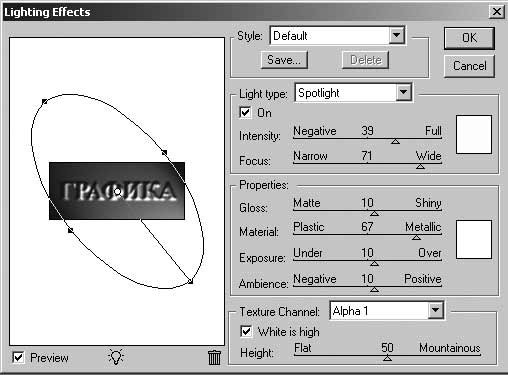 Lighting Effects
Style: Default
OK
Save... Delete
Cancel
Light type: Spotlight
On
Intensity: Negative 39 Full
Focus: Narrow 71 Wide
ГРАФИКА
Properties:
Gloss: Matte 10 Shiny
Material: Plastic 67 Metallic
Exposure: Under 10 Over
Ambience: Negative 10 Positive
Texture Channel: Alpha 1
White is high
Height: Flat 50 Mountainous
Preview